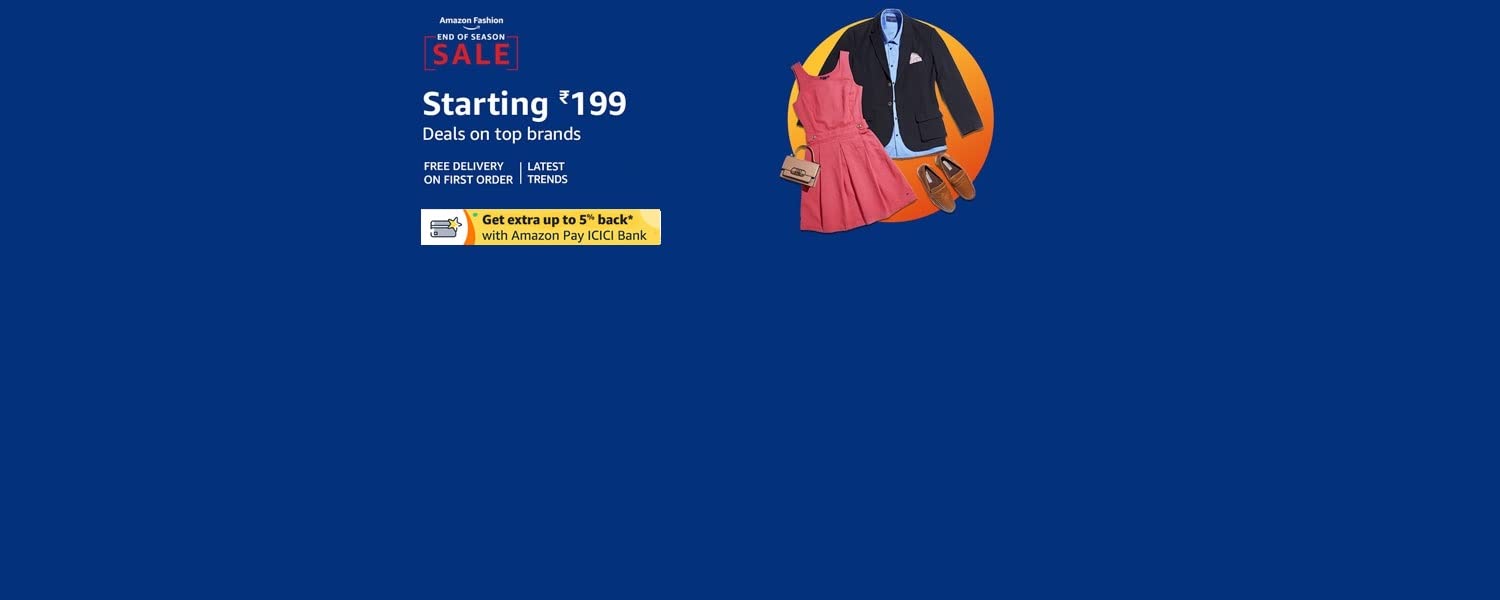 Amazon Fashion
END OF SEASON
SALE
Starting ₹199
Deals on top brands
FREE DELIVERY
ON FIRST ORDER
LATEST
TRENDS
Get extra up to 5% back*
with Amazon Pay ICICI Bank